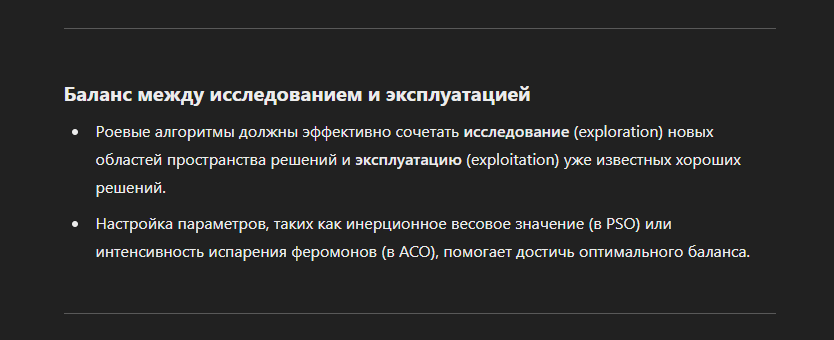 Баланс между исследованием и эксплуатацией
Роевые алгоритмы должны эффективно сочетать исследование (exploration) новых
областей пространства решений и эксплуатацию (exploitation) уже известных хороших
решений.
Настройка параметров, таких как инерционное весовое значение (в PSO) или
интенсивность испарения феромонов (в ACO), помогает достичь оптимального баланса.